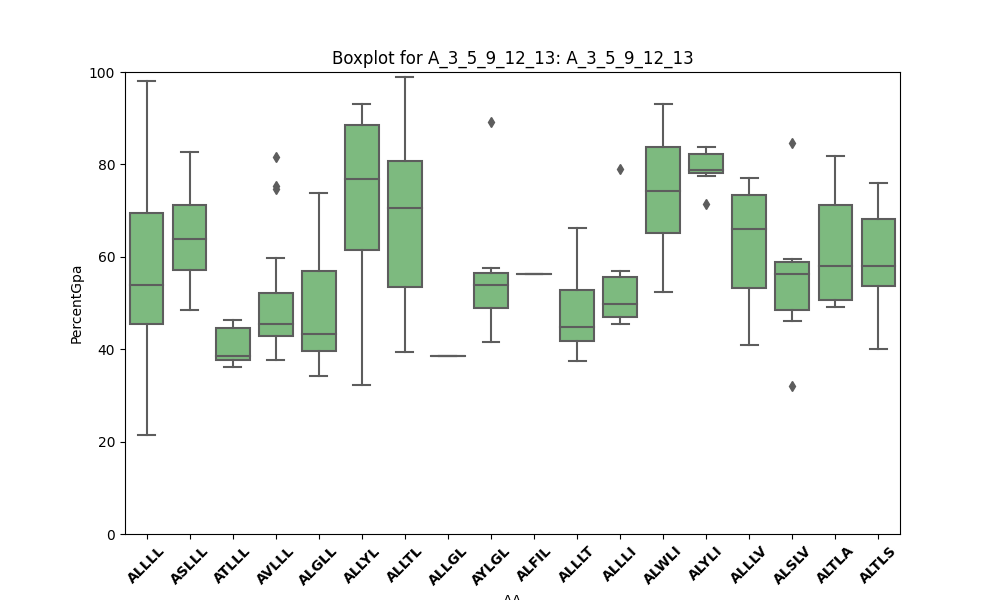 Boxplot for A_3_5_9_12_13: A_3_5_9_12_13
100
80
60
40
20
0
PercentGpa
ALLLL
ASLLL
ATLLL
AVLLL
ALGLL
ALLYL
ALLTL
ALLGL
AYLGL
ALFIL
ALLLT
ALLLI
ALWLI
ALYLI
ALLLV
ALSLV
ALTLA
ALTLS
AA